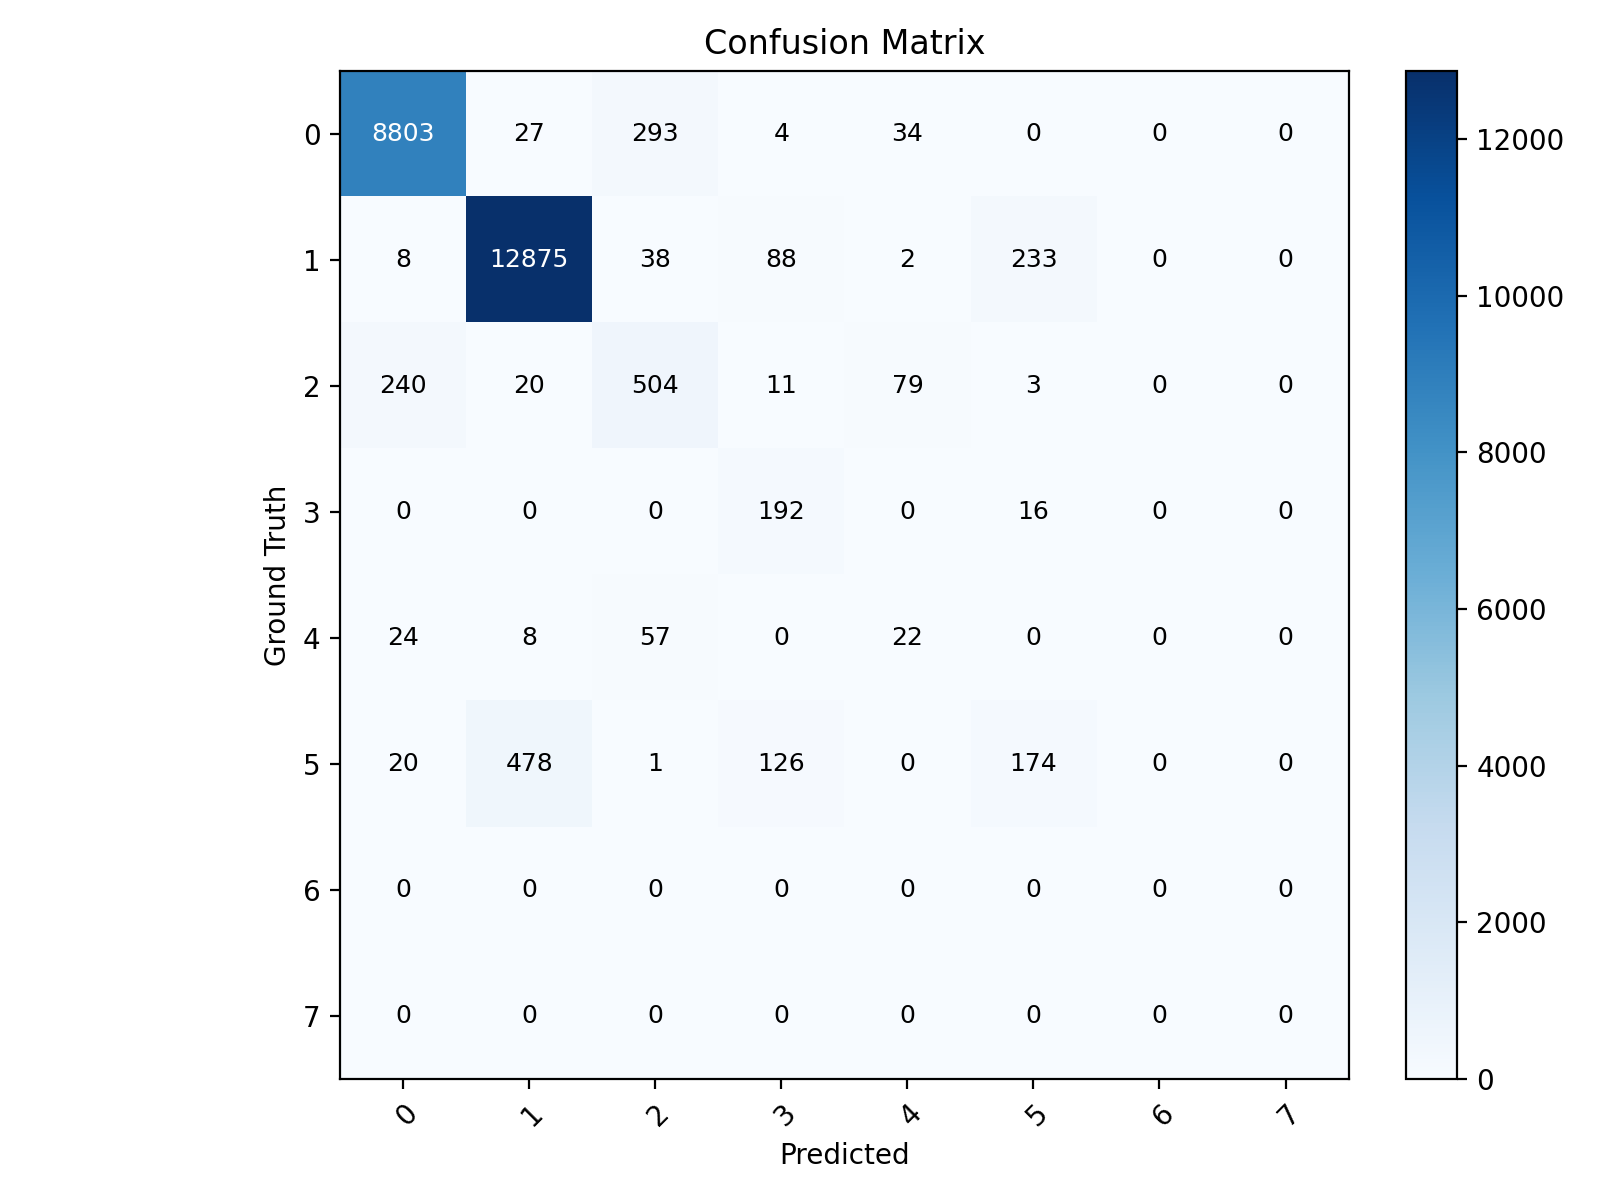 Confusion Matrix
0 8803 27 293 4 34 0 0 0
1 8 12875 38 88 2 233 0 0
2 240 20 504 11 79 3 0 0
3 0 0 0 192 0 16 0 0
4 24 8 57 0 22 0 0 0
5 20 478 1 126 0 174 0 0
6 0 0 0 0 0 0 0 0
7 0 0 0 0 0 0 0 0
0 1 2 3 4 5 6 7
Predicted
Ground Truth
12000
10000
8000
6000
4000
2000
0